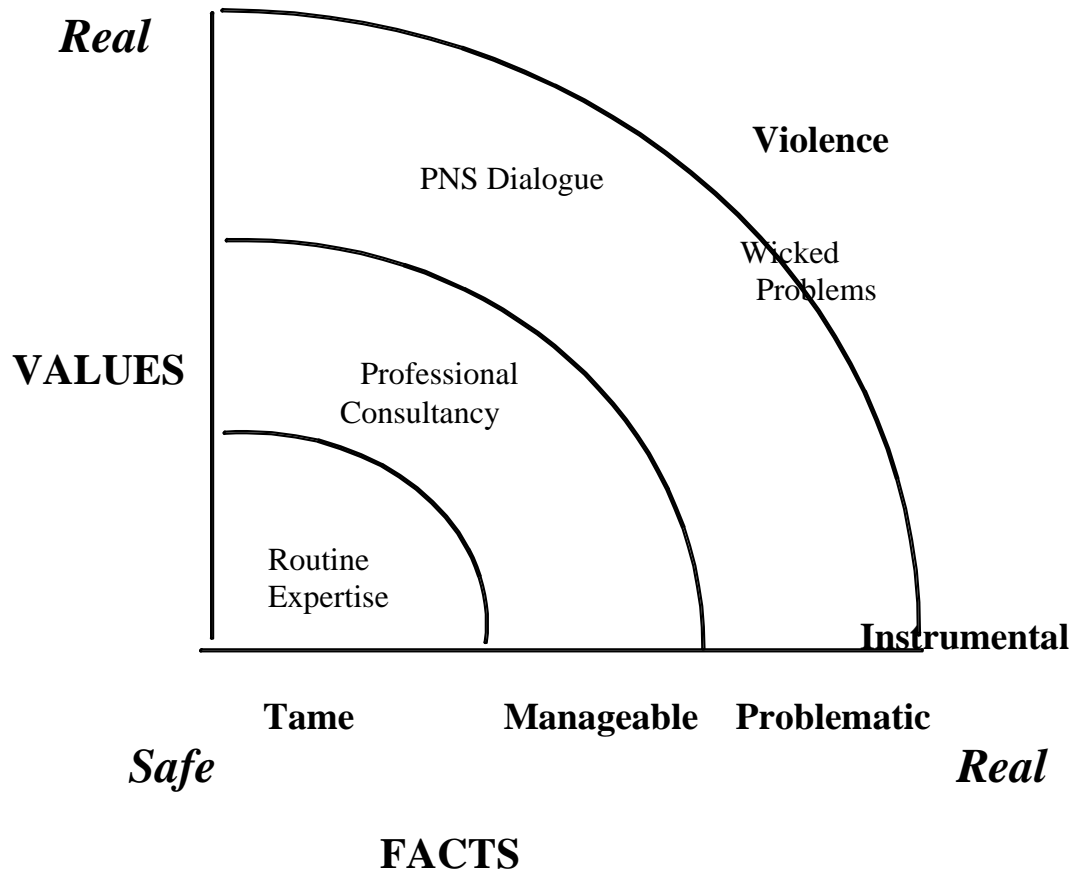 Real
Violence
PNS Dialogue
Wicked
Problems
VALUES
Professional
Consultancy
Routine
Expertise
Instrumental
Tame
Manageable
Problematic
Safe
Real
FACTS